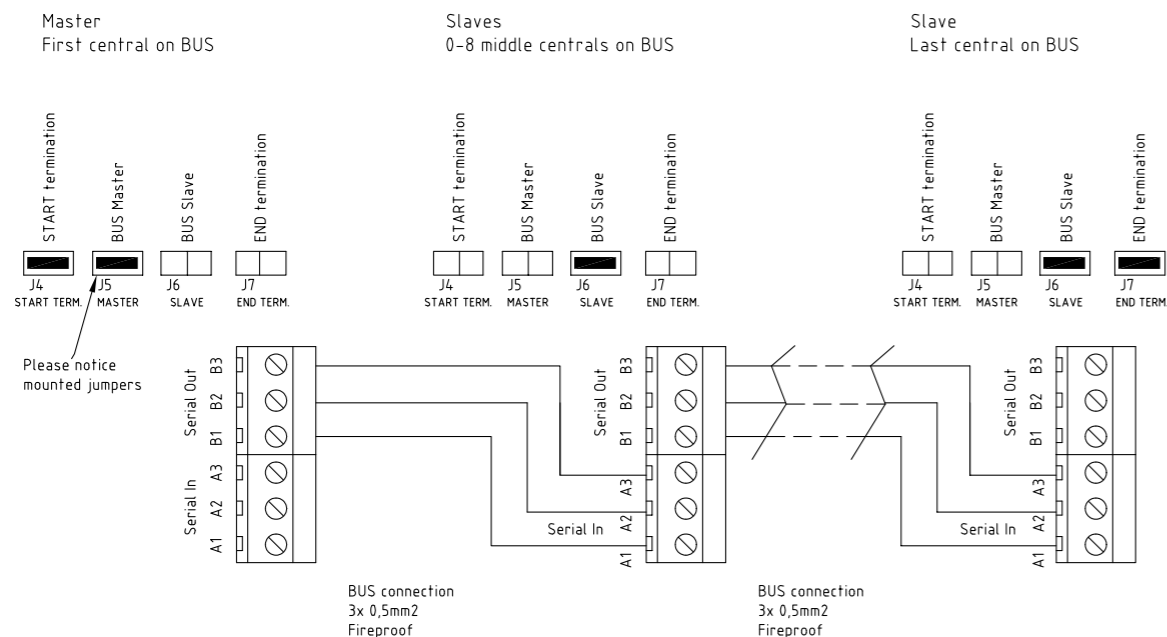 Master
First central on BUS
Slaves
0-8 middle centrals on BUS
Slave
Last central on BUS
START termination
BUS Master
BUS Slave
END termination
START termination
BUS Master
BUS Slave
END termination
START termination
BUS Master
BUS Slave
END termination
J4 J5 J6 J7
START TERM. MASTER SLAVE END TERM.
J4 J5 J6 J7
START TERM. MASTER SLAVE END TERM.
J4 J5 J6 J7
START TERM. MASTER SLAVE END TERM
Please notice
mounted jumpers
Serial Out
B3
B2
B1
Serial In
A3
A2
A1
Serial Out
B3
B2
B1
A3
Serial In
A2
A1
Serial Out
B3
B2
B1
A3
Serial In
A2
A1
BUS connection
3x 0,5mm2
Fireproof
BUS connection
3x 0,5mm2
Fireproof